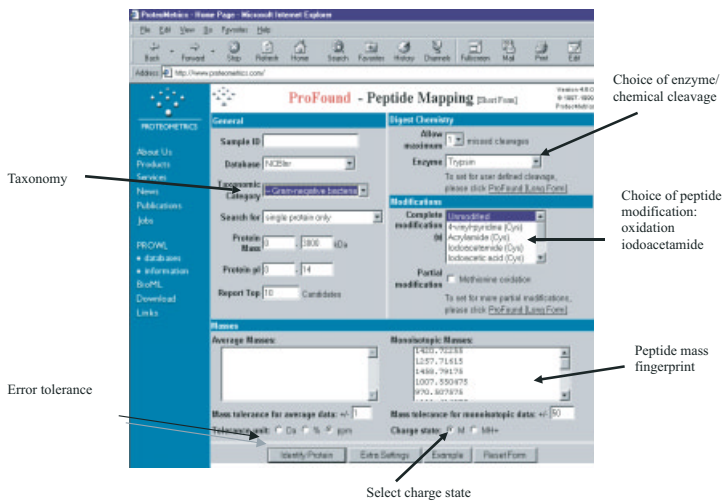 ProteoMetrics - Home Page - Microsoft Internet Explorer
File Edit View Go Favorites Help
Back Forward Stop Refresh Home Search Favorites History Channels Fullscreen Mail Print Edit
Address http://www.proteometrics.com/
PROTEOMETRICS
About Us
Products
Services
News
Publications
Jobs
PROWL
• databases
• information
BioML
Download
Links
ProFound - Peptide Mapping [Short Form]
General
Sample ID
Database NCBInr
Taxonomic Category -- Gram-negative bacteria
Search for single protein only
Protein Mass 0 - 3000 kDa
Protein pI 0 - 14
Report Top 10 Candidates
Digest Chemistry
Allow maximum 1 missed cleavages
Enzyme Trypsin
To set for user defined cleavage,
please click ProFound [Long Form]
Modifications
Complete modification (s)
Unmodified
4-vinyl-pyridine (Cys)
Acrylamide (Cys)
Iodoacetamide (Cys)
Iodoacetic acid (Cys)
Partial modification Methionine oxidation
To set for more partial modifications,
please click ProFound [Long Form]
Masses
Average Masses:
Monoisotopic Masses:
1420.72255
1257.71615
1458.79175
1007.550675
970.507575
Mass tolerance for average data: +/- 1
Mass tolerance for monoisotopic data: +/- 50
Tolerance unit: Da % ppm
Charge state: M MH+
Identify Protein Extra Settings Example Reset Form
Taxonomy
Error tolerance
Choice of enzyme/
chemical cleavage
Choice of peptide
modification:
oxidation
iodoacetamide
Peptide mass
fingerprint
Select charge state